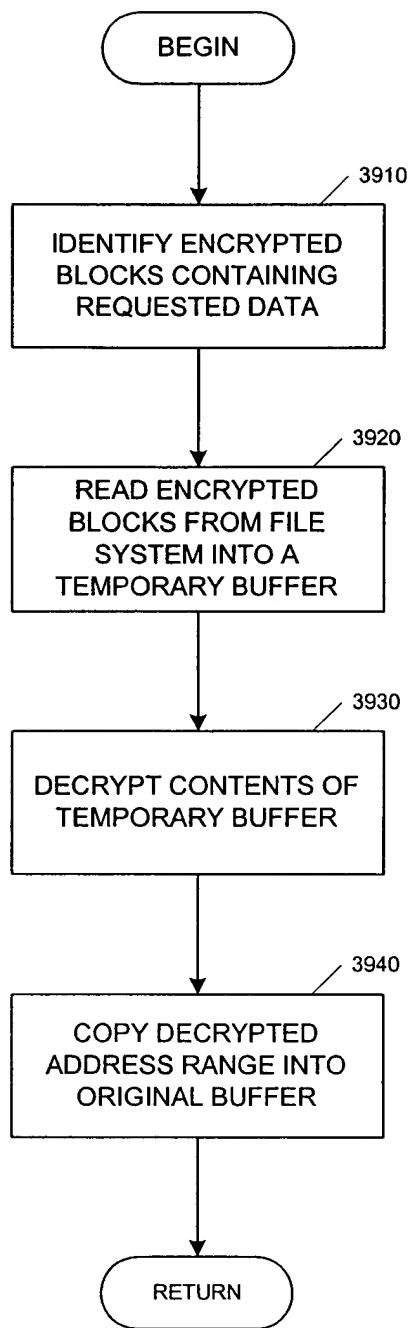 BEGIN
3910
IDENTIFY ENCRYPTED
BLOCKS CONTAINING
REQUESTED DATA
3920
READ ENCRYPTED
BLOCKS FROM FILE
SYSTEM INTO A
TEMPORARY BUFFER
3930
DECRYPT CONTENTS OF
TEMPORARY BUFFER
3940
COPY DECRYPTED
ADDRESS RANGE INTO
ORIGINAL BUFFER
RETURN